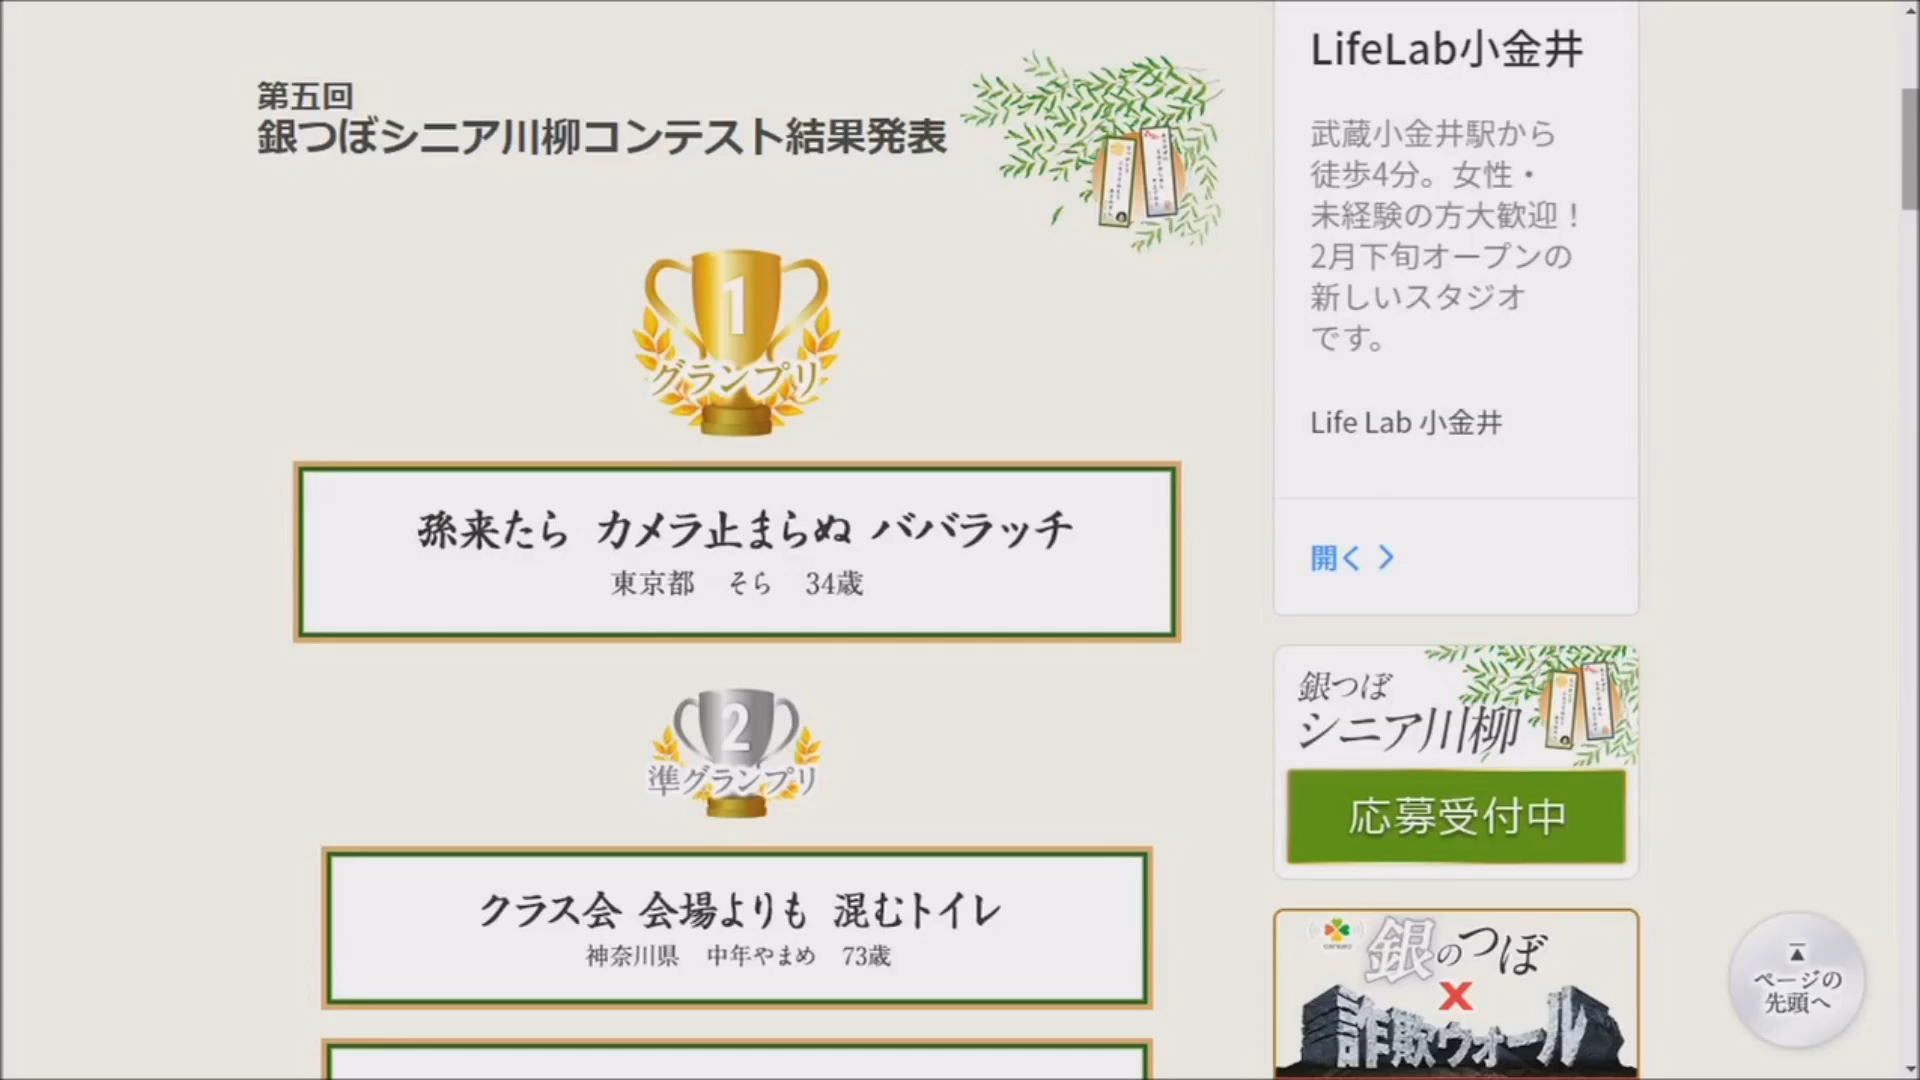 第五回
銀つぼシニア川柳コンテスト結果発表
1
グランプリ
孫来たら カメラ止まらぬ ババラッチ
東京都 そら 34歳
2
準グランプリ
クラス会 会場よりも 混むトイレ
神奈川県 中年やまめ 73歳
LifeLab小金井
武蔵小金井駅から
徒歩4分。女性・
未経験の方大歓迎！
2月下旬オープンの
新しいスタジオ
です。
Life Lab 小金井
開く
銀つぼ
シニア川柳
応募受付中
銀のつぼ
X
詐欺ウォール
ページの
先頭へ